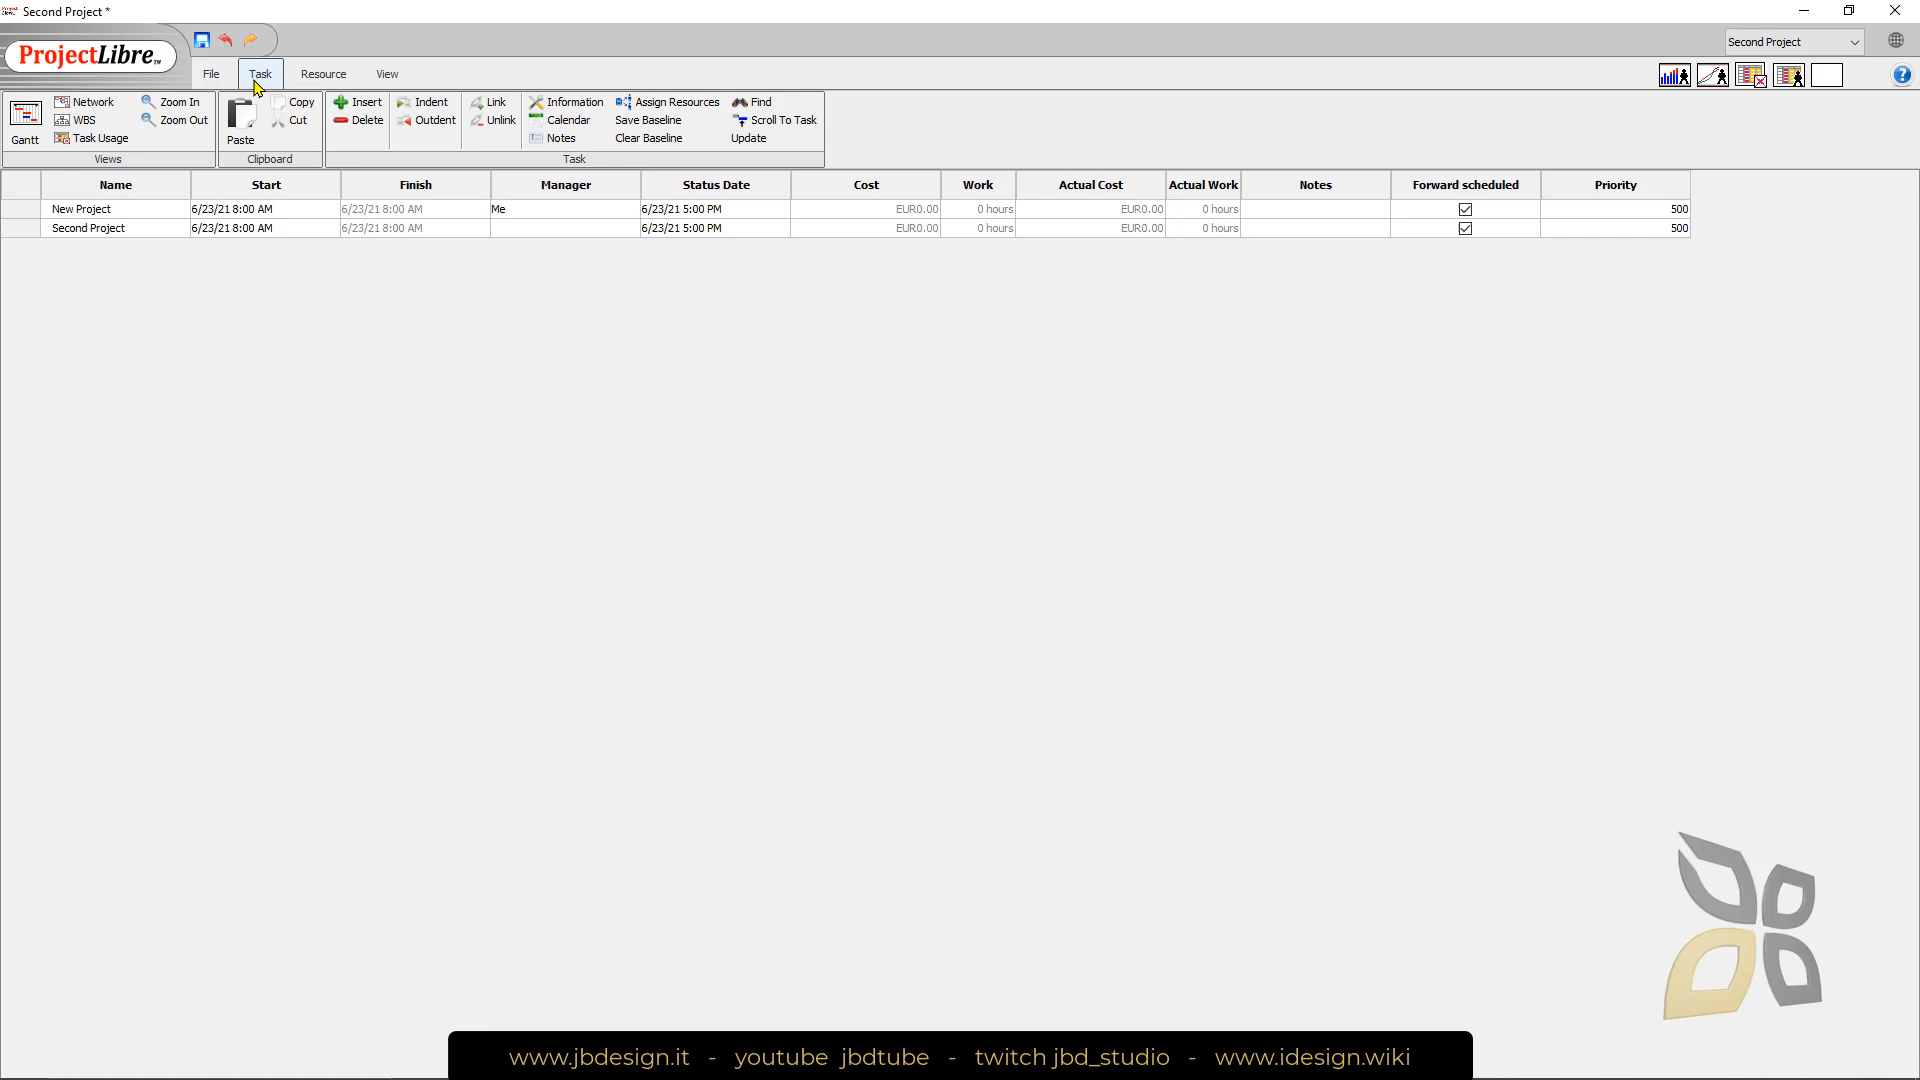 Second Project *
ProjectLibre™
Second Project
File Task Resource View
Gantt
Network
WBS
Task Usage
Zoom In
Zoom Out
Views
Paste
Copy
Cut
Clipboard
Insert
Delete
Indent
Outdent
Link
Unlink
Information
Calendar
Notes
Assign Resources
Save Baseline
Clear Baseline
Find
Scroll To Task
Update
Task
Name Start Finish Manager Status Date Cost Work Actual Cost Actual Work Notes Forward scheduled Priority
New Project 6/23/21 8:00 AM 6/23/21 8:00 AM Me 6/23/21 5:00 PM EUR0.00 0 hours EUR0.00 0 hours 500
Second Project 6/23/21 8:00 AM 6/23/21 8:00 AM 6/23/21 5:00 PM EUR0.00 0 hours EUR0.00 0 hours 500
www.jbdesign.it - youtube jbdtube - twitch jbd_studio - www.idesign.wiki